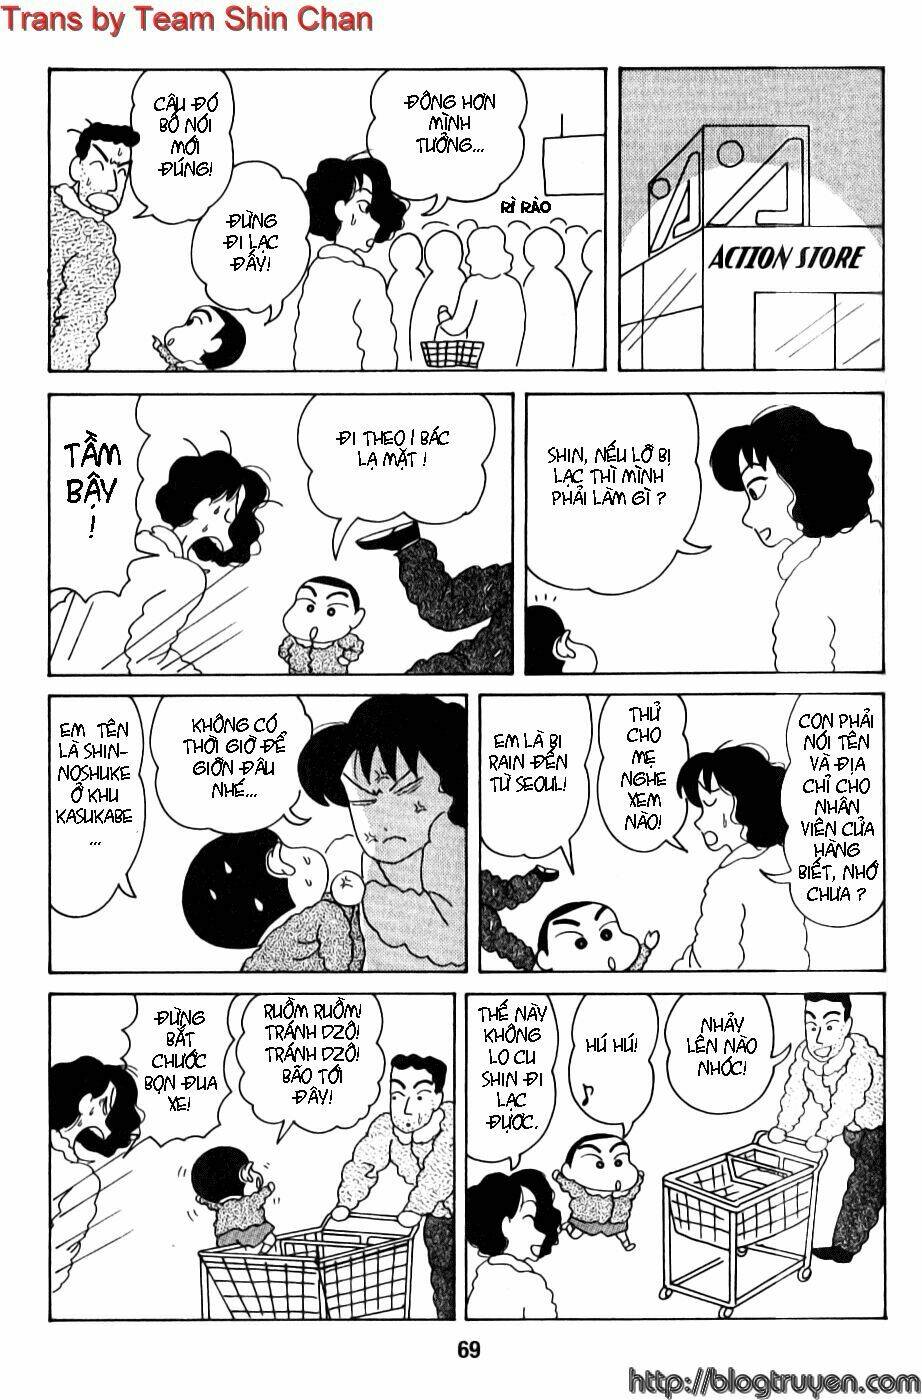 Trans by Team Shin Chan
ACTION STORE
ĐÔNG HƠN
MÌNH
TƯỞNG...
RÌ RÀO
ĐỪNG
ĐI LẠC
ĐẤY!
CÂU ĐÓ
BỐ NÓI
MỚI
ĐÚNG!
SHIN, NẾU LỠ BỊ
LẠC THÌ MÌNH
PHẢI LÀM GÌ ?
ĐI THEO 1 BÁC
LẠ MẶT !
TẦM
BẬY
!
CON PHẢI
NÓI TÊN
VÀ ĐỊA
CHỈ CHO
NHÂN
VIÊN CỬA
HÀNG
BIẾT, NHỚ
CHƯA ?
THỬ
CHO
MẸ
NGHE
XEM
NÀO!
EM LÀ BI
RAIN ĐẾN
TỪ SEOUL!
KHÔNG CÓ
THỜI GIỜ ĐỂ
GIỠN ĐÂU
NHÉ...
EM TÊN
LÀ SHIN-
NOSHUKE
Ở KHU
KASUKABE
...
NHẢY
LÊN NÀO
NHÓC!
HÚ HÚ!
THẾ NÀY
KHÔNG
LO CU
SHIN ĐI
LẠC
ĐƯỢC.
RUỒM RUỒM!
TRÁNH DZÔ!
TRÁNH DZÔ!
BÃO TỚI
ĐÂY!
ĐỪNG
BẮT
CHƯỚC
BỌN ĐUA
XE!
69
http://blogtruyen.com